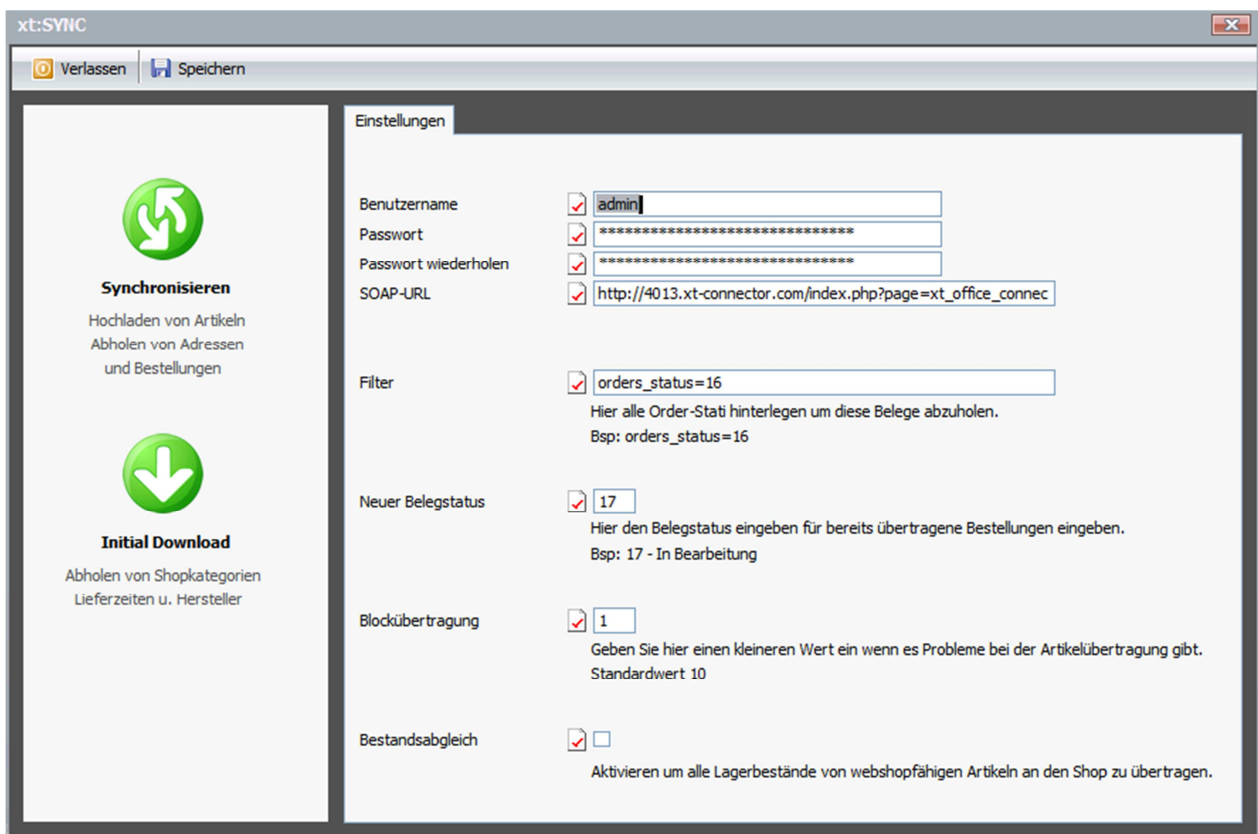 xt:SYNC
Verlassen
Speichern
Synchronisieren
Hochladen von Artikeln
Abholen von Adressen
und Bestellungen
Initial Download
Abholen von Shopkategorien
Lieferzeiten u. Hersteller
Einstellungen
Benutzername admin
Passwort ******************************
Passwort wiederholen ******************************
SOAP-URL http://4013.xt-connector.com/index.php?page=xt_office_connec
Filter orders_status=16
Hier alle Order-Stati hinterlegen um diese Belege abzuholen.
Bsp: orders_status=16
Neuer Belegstatus 17
Hier den Belegstatus eingeben für bereits übertragene Bestellungen eingeben.
Bsp: 17 - In Bearbeitung
Blockübertragung 1
Geben Sie hier einen kleineren Wert ein wenn es Probleme bei der Artikelübertragung gibt.
Standardwert 10
Bestandsabgleich
Aktivieren um alle Lagerbestände von webshopfähigen Artikeln an den Shop zu übertragen.